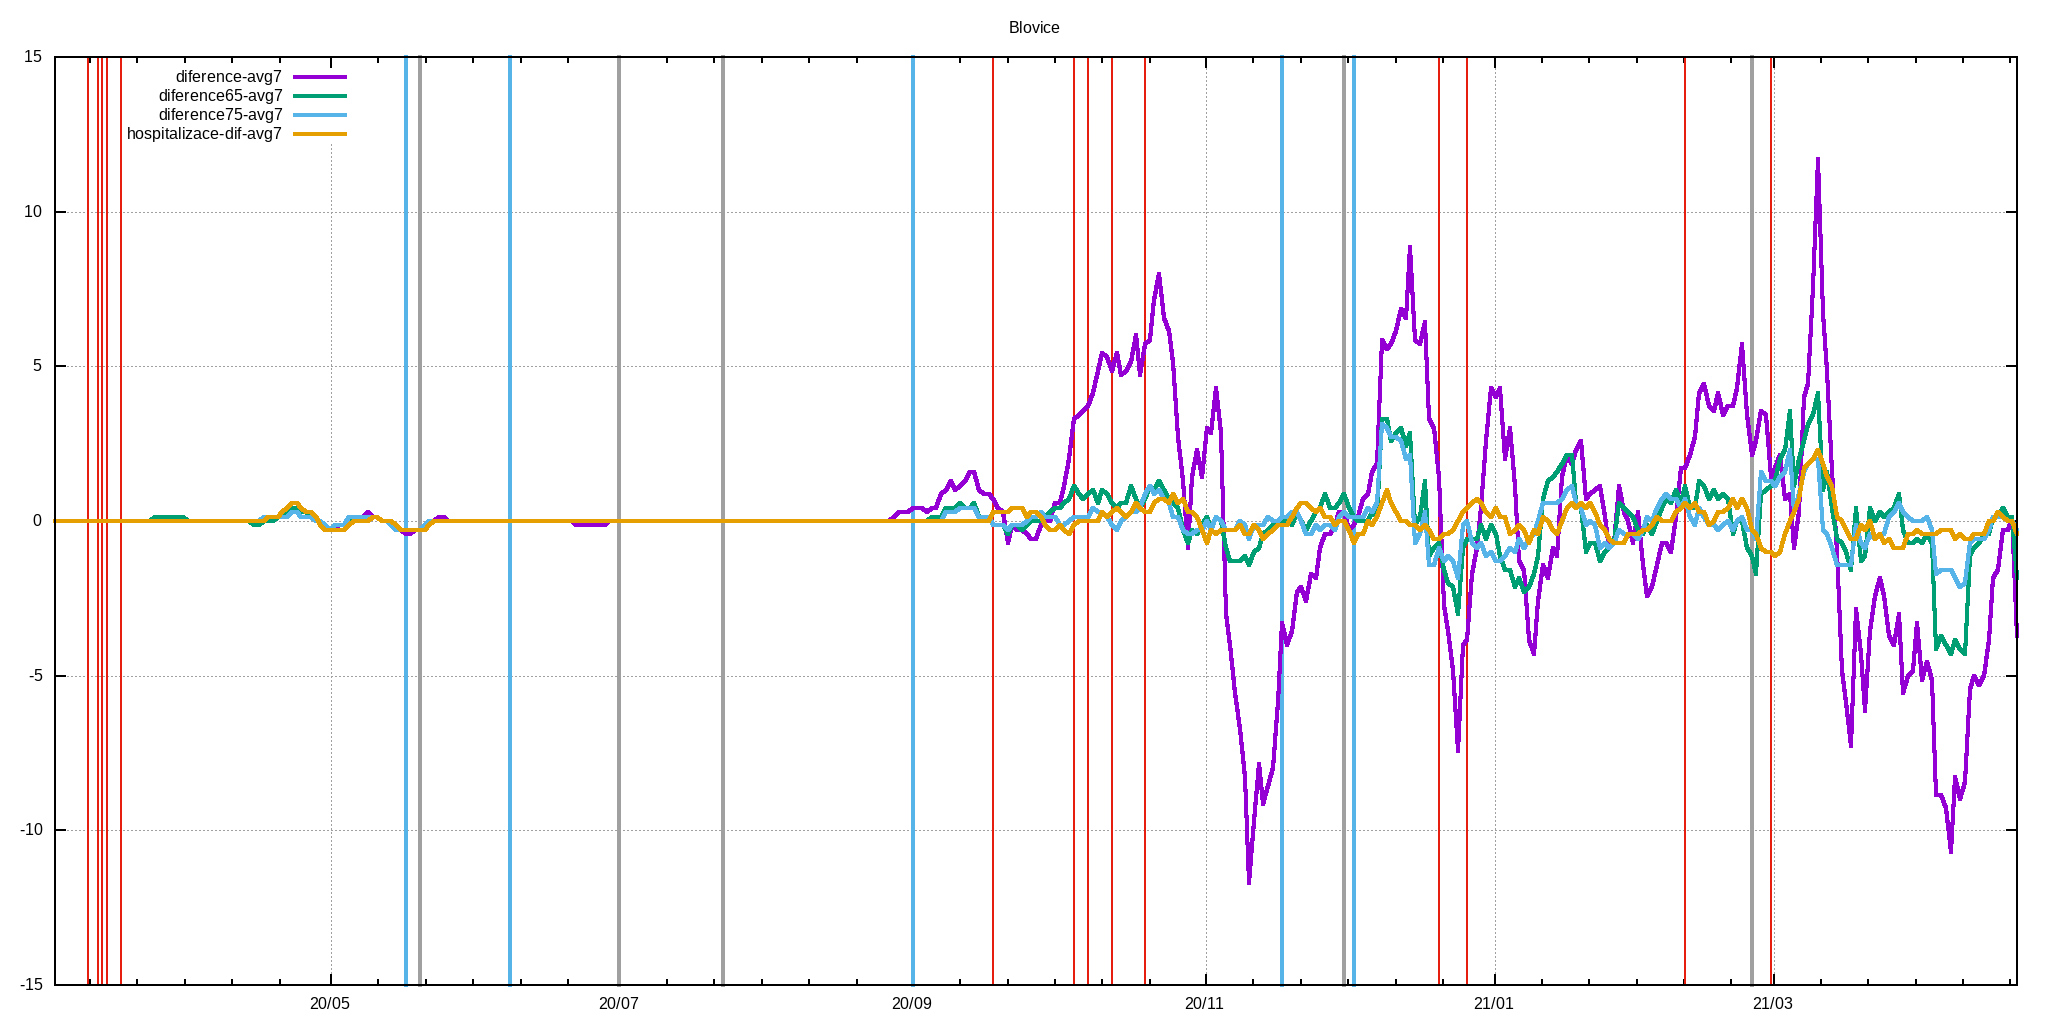 Blovice
15
diference-avg7
diference65-avg7
diference75-avg7
hospitalizace-dif-avg7
10
5
0
-5
-10
-15
20/05
20/07
20/09
20/11
21/01
21/03